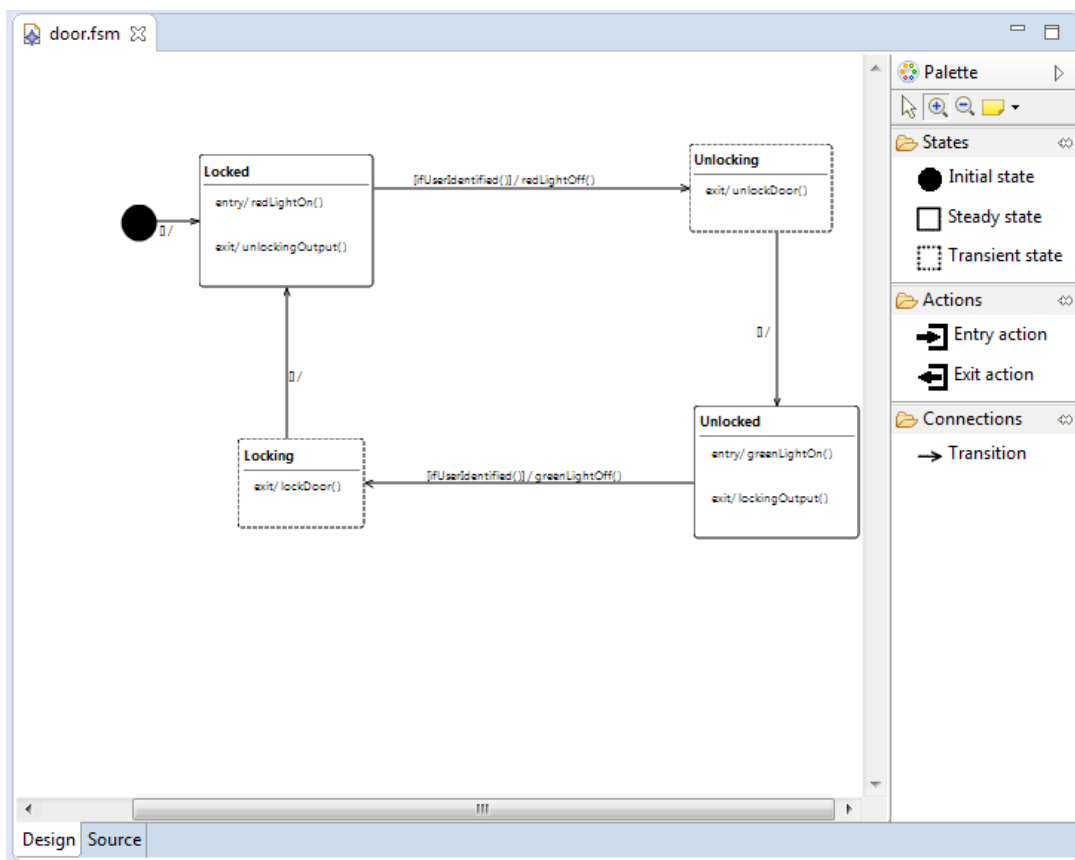 door.fsm
Palette
States
Initial state
Steady state
Transient state
Actions
Entry action
Exit action
Connections
Transition
Locked
entry/ redLightOn()
exit/ unlockingOutput()
[] /
[ifUserIdentified()] / redLightOff()
Unlocking
exit/ unlockDoor()
[] /
Unlocked
entry/ greenLightOn()
exit/ lockingOutput()
[ifUserIdentified()] / greenLightOff()
Locking
exit/ lockDoor()
[] /
Design Source